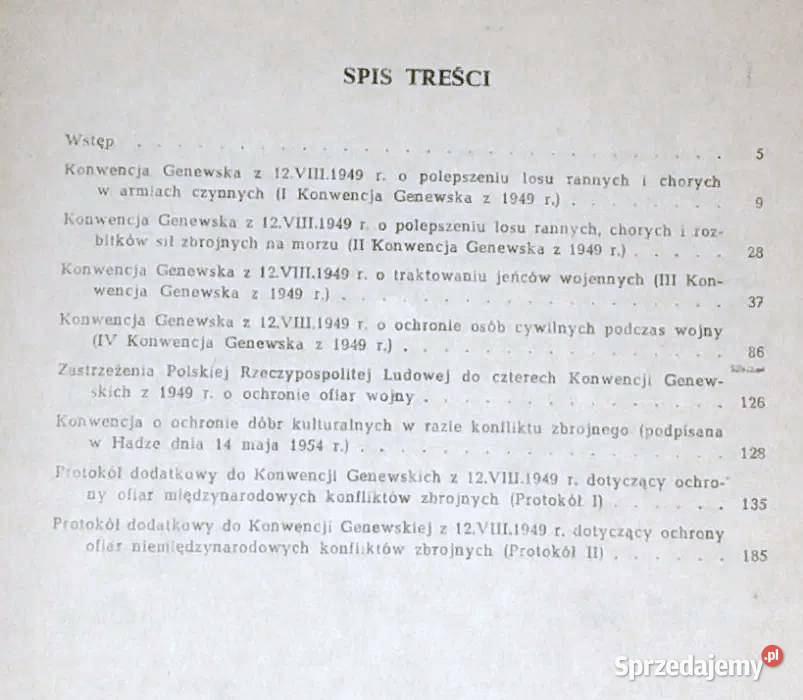 SPIS TREŚCI
Wstęp . . . . . . . . . . . . . . . . . . . . . . . 5
Konwencja Genewska z 12.VIII.1949 r. o polepszeniu losu rannych i chorych
w armiach czynnych (I Konwencja Genewska z 1949 r.) . . . . . . . . 9
Konwencja Genewska z 12.VIII.1949 r. o polepszeniu losu rannych, chorych i roz-
bitków sił zbrojnych na morzu (II Konwencja Genewska z 1949 r.) . . . . . 28
Konwencja Genewska z 12.VIII.1949 r. o traktowaniu jeńców wojennych (III Kon-
wencja Genewska z 1949 r.) . . . . . . . . . . . . . . . 37
Konwencja Genewska z 12.VIII.1949 r. o ochronie osób cywilnych podczas wojny
(IV Konwencja Genewska z 1949 r.) . . . . . . . . . . . . . 86
Zastrzeżenia Polskiej Rzeczypospolitej Ludowej do czterech Konwencji Genew-
skich z 1949 r. o ochronie ofiar wojny . . . . . . . . . . . . 126
Konwencja o ochronie dóbr kulturalnych w razie konfliktu zbrojnego (podpisana
w Hadze dnia 14 maja 1954 r.) . . . . . . . . . . . . . . 128
Protokół dodatkowy do Konwencji Genewskich z 12.VIII.1949 r. dotyczący ochro-
ny ofiar międzynarodowych konfliktów zbrojnych (Protokół I) . . . . . . 135
Protokół dodatkowy do Konwencji Genewskiej z 12.VIII.1949 r. dotyczący ochrony
ofiar niemiędzynarodowych konfliktów zbrojnych (Protokół II) . . . . . . 185
Sprzedajemy.pl